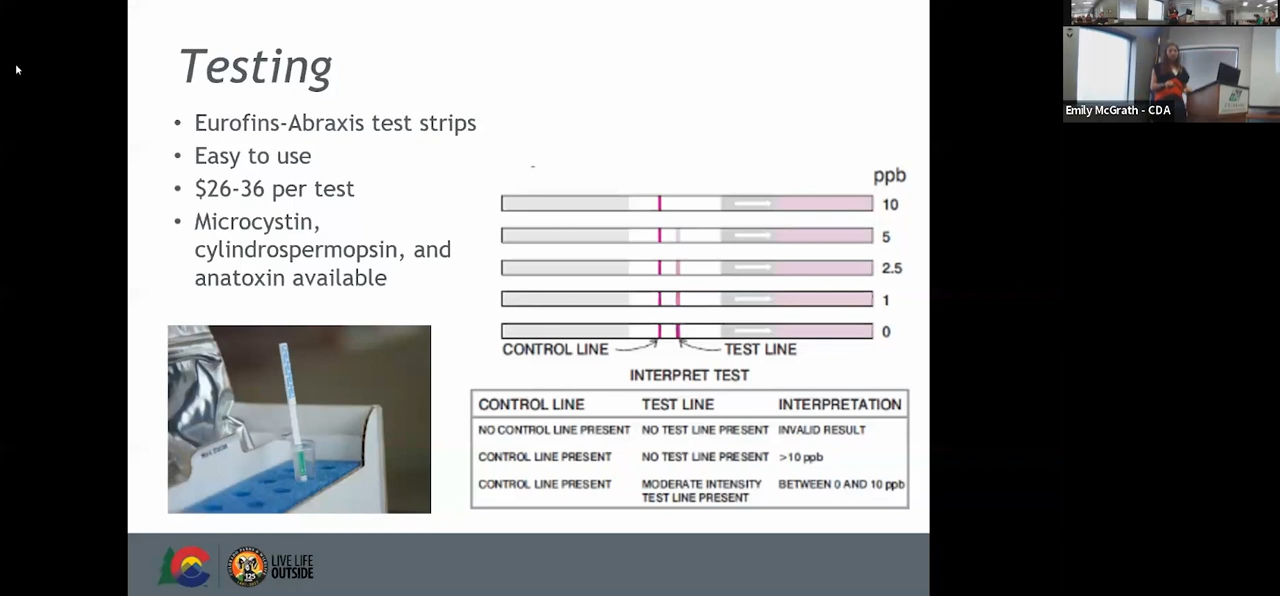 Testing
• Eurofins-Abraxis test strips
• Easy to use
• $26-36 per test
• Microcystin,
cylindrospermopsin, and
anatoxin available
ppb
10
5
2.5
1
0
CONTROL LINE
TEST LINE
INTERPRET TEST
CONTROL LINE TEST LINE INTERPRETATION
NO CONTROL LINE PRESENT NO TEST LINE PRESENT INVALID RESULT
CONTROL LINE PRESENT NO TEST LINE PRESENT >10 ppb
CONTROL LINE PRESENT MODERATE INTENSITY BETWEEN 0 AND 10 ppb
TEST LINE PRESENT
C
125
LIVE LIFE
OUTSIDE
Emily McGrath - CDA